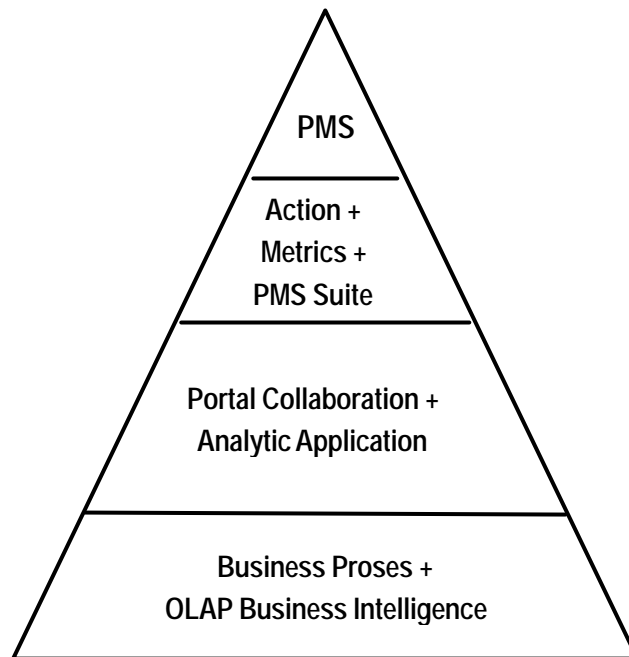 PMS
Action +
Metrics +
PMS Suite
Portal Collaboration +
Analytic Application
Business Proses +
OLAP Business Intelligence